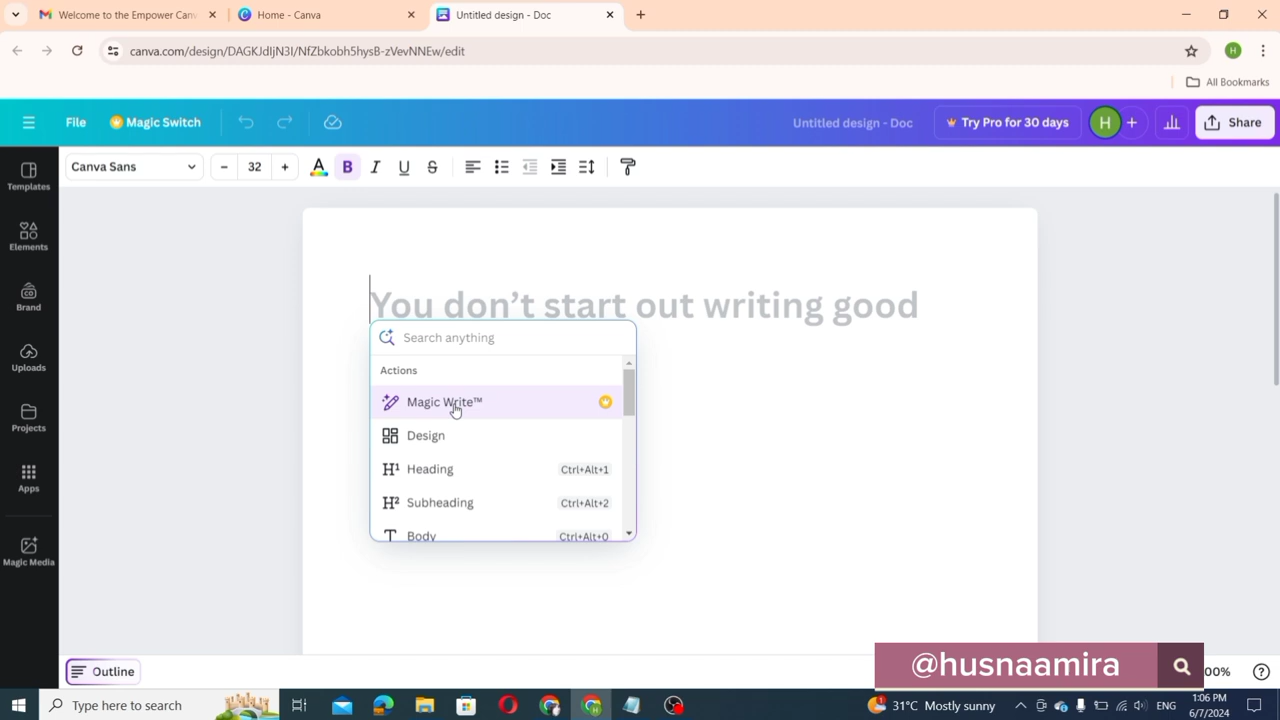 Welcome to the Empower Canv
Home - Canva
Untitled design - Doc
canva.com/design/DAGKJdIjN3I/NfZbkobh5hysB-zVevNNEw/edit
All Bookmarks
File
Magic Switch
Untitled design - Doc
Try Pro for 30 days
H
Share
Canva Sans
32
Templates
Elements
Brand
Uploads
Projects
Apps
Magic Media
You don't start out writing good
Search anything
Actions
Magic Write™
Design
Heading Ctrl+Alt+1
Subheading Ctrl+Alt+2
Body Ctrl+Alt+0
Outline
@husnaamira
00%
Type here to search
31°C Mostly sunny
ENG
1:06 PM
6/7/2024